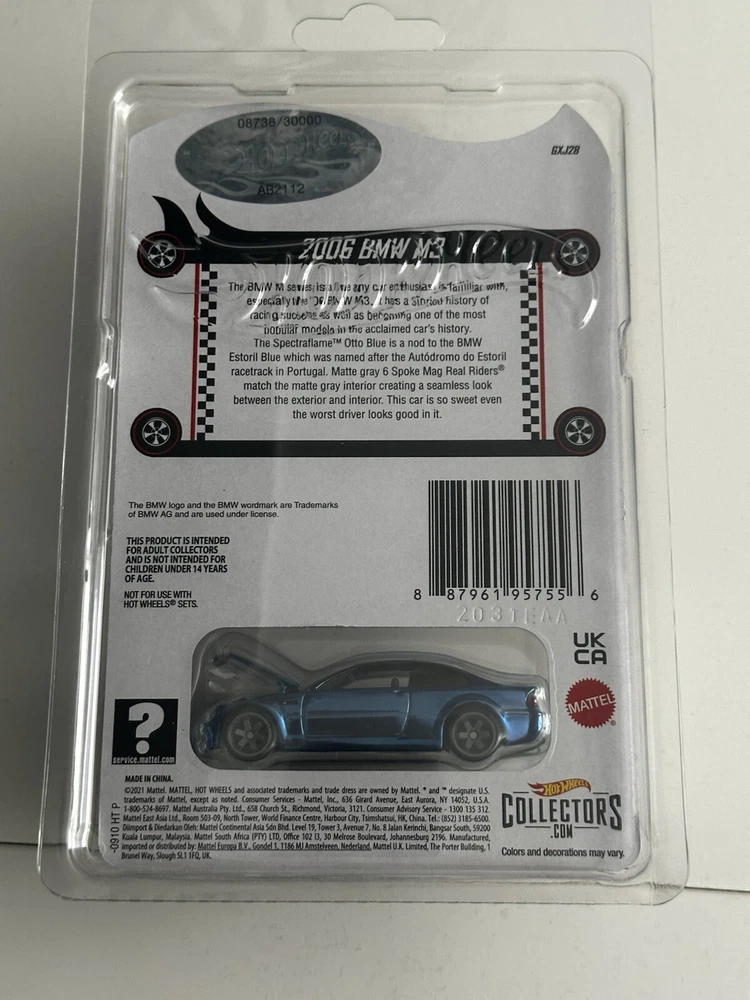 08738/30000
Hot Wheels
AB2112
GXJ28
2006 BMW M3
The BMW M series is a line any car enthusiast is familiar with,
especially the '06 BMW M3. It has a storied history of
racing success as well as becoming one of the most
popular models in the acclaimed car's history.
The Spectraflame™ Otto Blue is a nod to the BMW
Estoril Blue which was named after the Autódromo do Estoril
racetrack in Portugal. Matte gray 6 Spoke Mag Real Riders®
match the matte gray interior creating a seamless look
between the exterior and interior. This car is so sweet even
the worst driver looks good in it.
The BMW logo and the BMW wordmark are Trademarks
of BMW AG and are used under license.
THIS PRODUCT IS INTENDED
FOR ADULT COLLECTORS
AND IS NOT INTENDED FOR
CHILDREN UNDER 14 YEARS
OF AGE.
NOT FOR USE WITH
HOT WHEELS® SETS.
8 87961 95755 6
2031EAA
UK
CA
MATTEL
®
?
service.mattel.com
MADE IN CHINA.
©2021 Mattel. MATTEL, HOT WHEELS and associated trademarks and trade dress are owned by Mattel. ® and ™ designate U.S.
trademarks of Mattel, except as noted. Consumer Services - Mattel, Inc., 636 Girard Avenue, East Aurora, NY 14052, U.S.A.
1-800-524-8697. Mattel Australia Pty. Ltd., 658 Church St., Richmond, Victoria, 3121. Consumer Advisory Service - 1300 135 312.
Mattel East Asia Ltd., Room 503-09, North Tower, World Finance Centre, Harbour City, Tsimshatsui, HK, China. Tel.: (852) 3185-6500.
Diimport & Diedarkan Oleh: Mattel Continental Asia Sdn Bhd. Level 19, Tower 3, Avenue 7, No. 8 Jalan Kerinchi, Bangsar South, 59200
Kuala Lumpur, Malaysia. Mattel South Africa (PTY) LTD, Office 102 I3, 30 Melrose Boulevard, Johannesburg 2196. Manufactured,
imported or distributed by: Mattel Europa B.V., Gondel 1, 1186 MJ Amstelveen, Nederland. Mattel U.K. Limited, The Porter Building, 1
Brunel Way, Slough SL1 1FQ, UK.
-0910 HT P
Hot Wheels
COLLECTORS
.COM
Colors and decorations may vary.